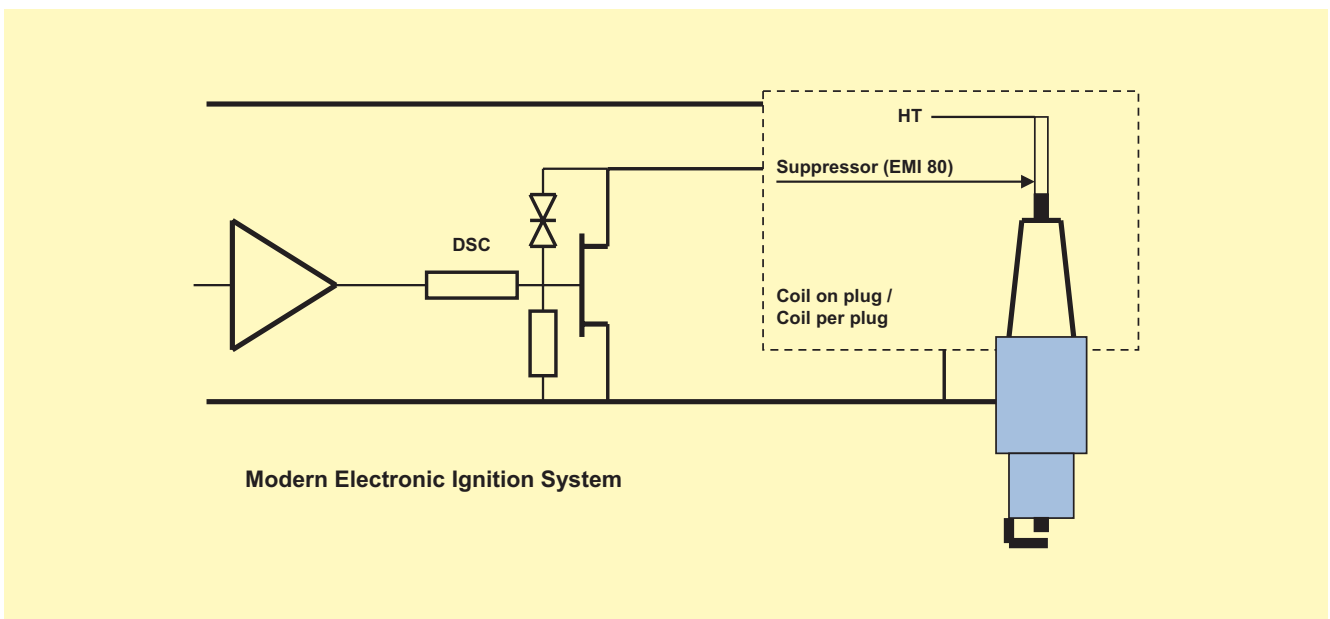 HT
Suppressor (EMI 80)
DSC
Coil on plug /
Coil per plug
Modern Electronic Ignition System